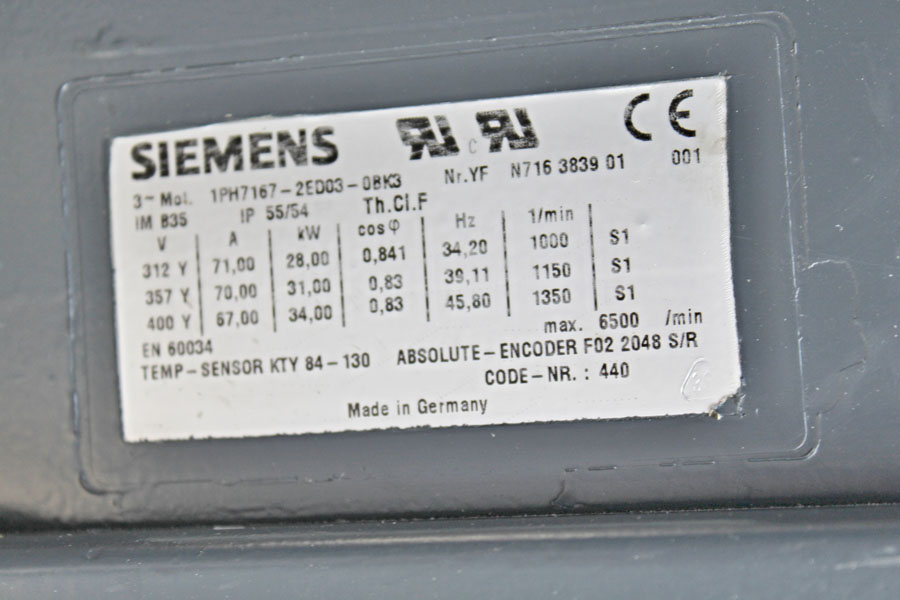 SIEMENS
3~Mot. 1PH7167-2ED03-0BK3 Nr.YF N716 3839 01 001
IM B35 IP 55/54 Th.Cl.F
V A kW cosφ Hz 1/min
312 Y 71,00 28,00 0,841 34,20 1000 S1
357 Y 70,00 31,00 0,83 39,11 1150 S1
400 Y 67,00 34,00 0,83 45,80 1350 S1
max. 6500 /min
EN 60034
TEMP-SENSOR KTY 84-130 ABSOLUTE-ENCODER F02 2048 S/R
CODE-NR.: 440
Made in Germany